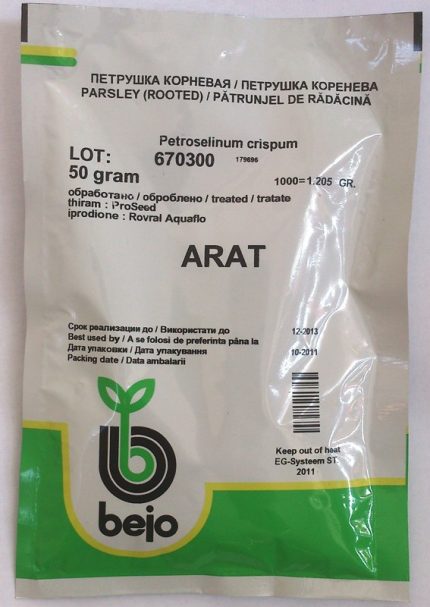 ПЕТРУШКА КОРНЕВАЯ / ПЕТРУШКА КОРЕНЕВА
PARSLEY (ROOTED) / PĂTRUNJEL DE RĂDĂCINĂ
Petroselinum crispum
LOT: 670300 179696
50 gram 1000=1.205 GR.
обработано / оброблено / treated / tratate
thiram : ProSeed
iprodione : Rovral Aquaflo
ARAT
Срок реализации до / Використати до 12-2013
Best used by / A se folosi de preferinta pâna la
Дата упаковки / Дата упакування 10-2011
Packing date / Data ambalarii
Keep out of heat
EG-Systeem ST.
2011
bejo